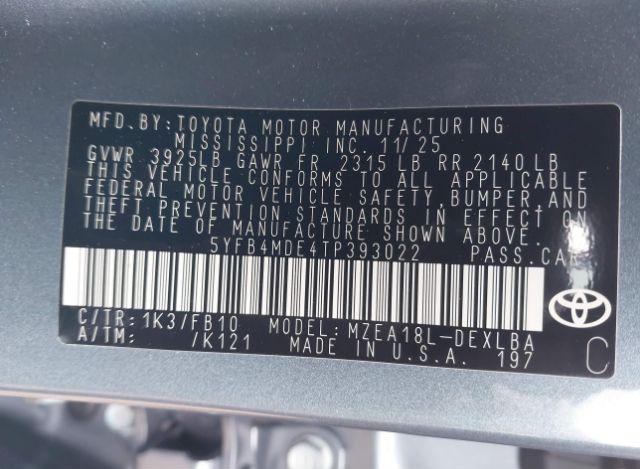 MFD.BY:TOYOTA MOTOR MANUFACTURING
MISSISSIPPI INC. 11/25
GVWR 3925LB GAWR FR 2315 LB RR 2140 LB
THIS VEHICLE CONFORMS TO ALL APPLICABLE
FEDERAL MOTOR VEHICLE SAFETY,BUMPER,AND
THEFT PREVENTION STANDARDS IN EFFECT ON
THE DATE OF MANUFACTURE SHOWN ABOVE.
5YFB4MDE4TP393022 PASS.CAR
C/TR: 1K3/FB10 MODEL: MZEA18L-DEXLBA
A/TM: /K121 MADE IN U.S.A. 197
TOYOTA
C